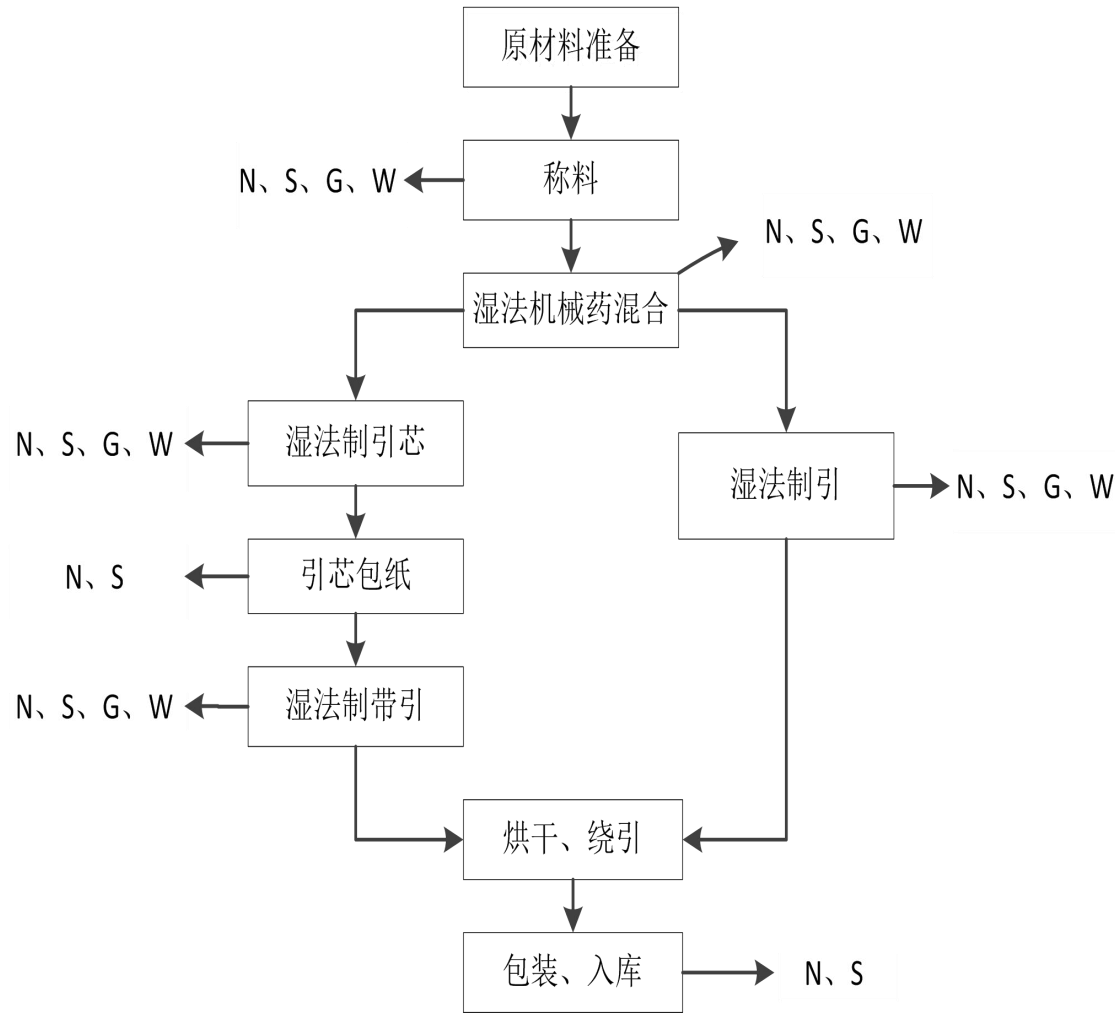 原材料准备
称料
N、S、G、W
N、S、G、W
湿法机械药混合
湿法制引芯
N、S、G、W
湿法制引
N、S、G、W
引芯包纸
N、S
湿法制带引
N、S、G、W
烘干、绕引
包装、入库
N、S